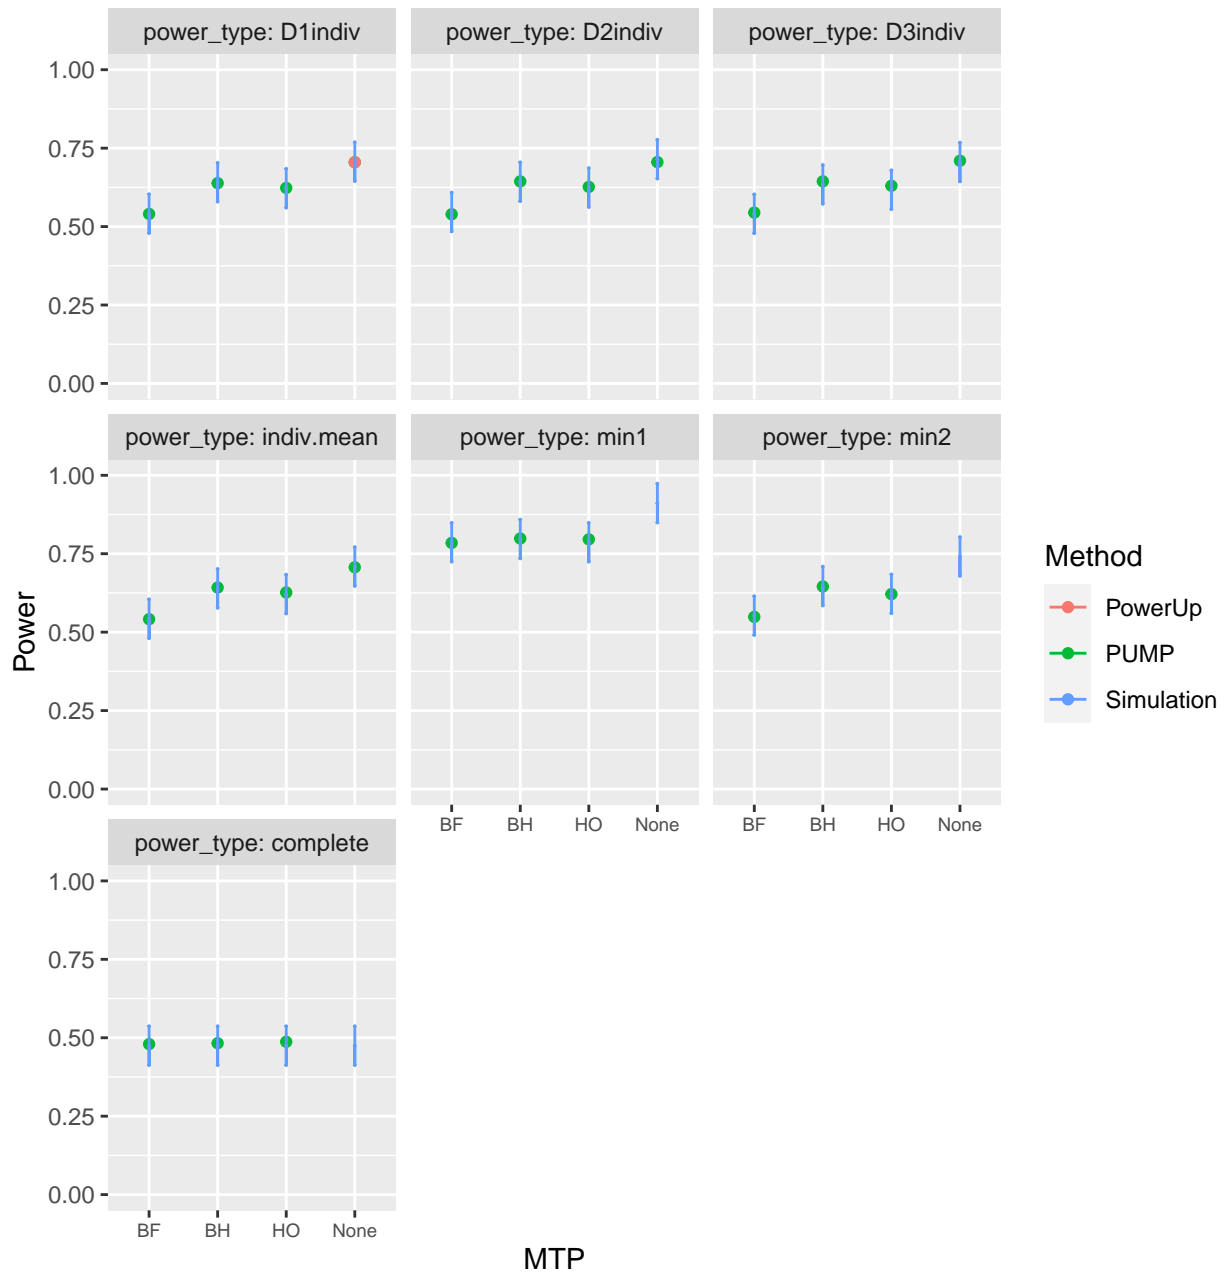 power_type: D1indiv
power_type: D2indiv
power_type: D3indiv
1.00
0.75
0.50
0.25
0.00
power_type: indiv.mean
power_type: min1
power_type: min2
1.00
0.75
0.50
0.25
0.00
BF BH HO None
BF BH HO None
power_type: complete
1.00
0.75
0.50
0.25
0.00
BF BH HO None
MTP
Power
Method
PowerUp
PUMP
Simulation